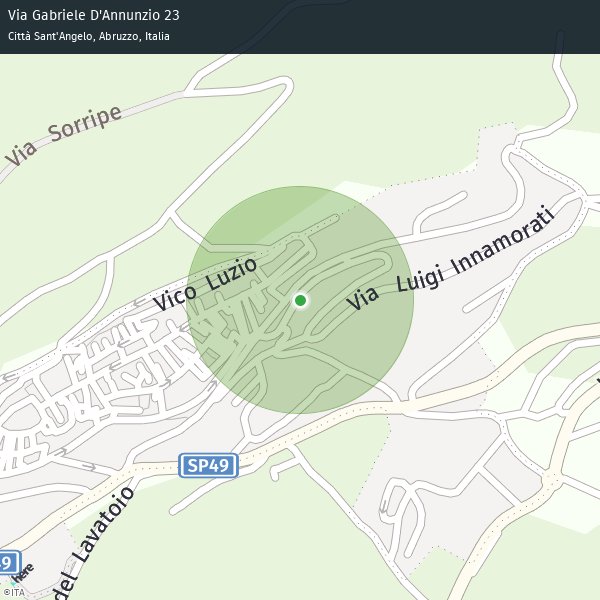 Via Gabriele D'Annunzio 23
Città Sant'Angelo, Abruzzo, Italia
Via Sorripe
Vico Luzio
Via Luigi Innamorati
SP49
del Lavatoio
49
here
©ITA